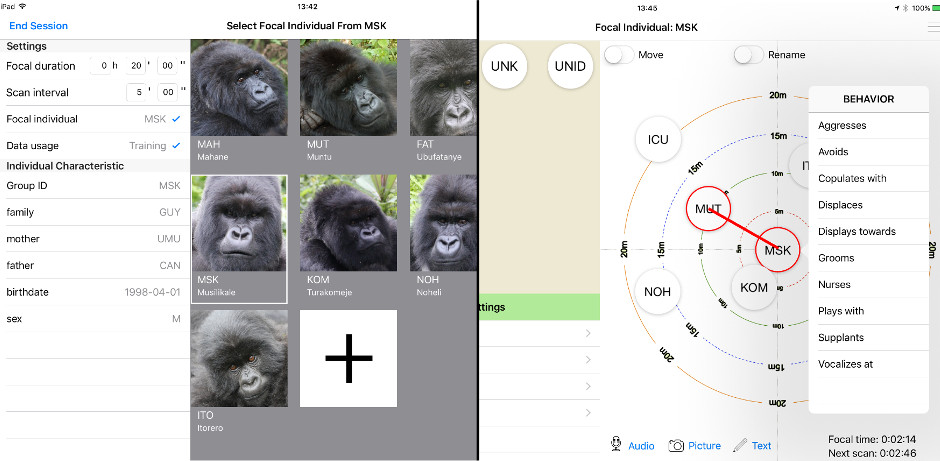 iPad
13:42
End Session
Select Focal Individual From MSK
Settings
Focal duration 0 h 20 ' 00 "
Scan interval 5 ' 00 "
Focal individual MSK
Data usage Training
Individual Characteristic
Group ID MSK
family GUY
mother UMU
father CAN
birthdate 1998-04-01
sex M
MAH
Mahane
MUT
Muntu
FAT
Ubufatanye
MSK
Musilikale
KOM
Turakomeje
NOH
Noheli
ITO
Itorero
13:45
100%
Focal Individual: MSK
UNK
UNID
Move
Rename
ttings
20m
15m
10m
5m
ICU
IT
15m
MUT
MSK
20m
15m
10m
5m
20m
NOH
KOM
5m
10m
15m
20m
10m
15m
20m
BEHAVIOR
Aggresses
Avoids
Copulates with
Displaces
Displays towards
Grooms
Nurses
Plays with
Supplants
Vocalizes at
Audio
Picture
Text
Focal time: 0:02:14
Next scan: 0:02:46